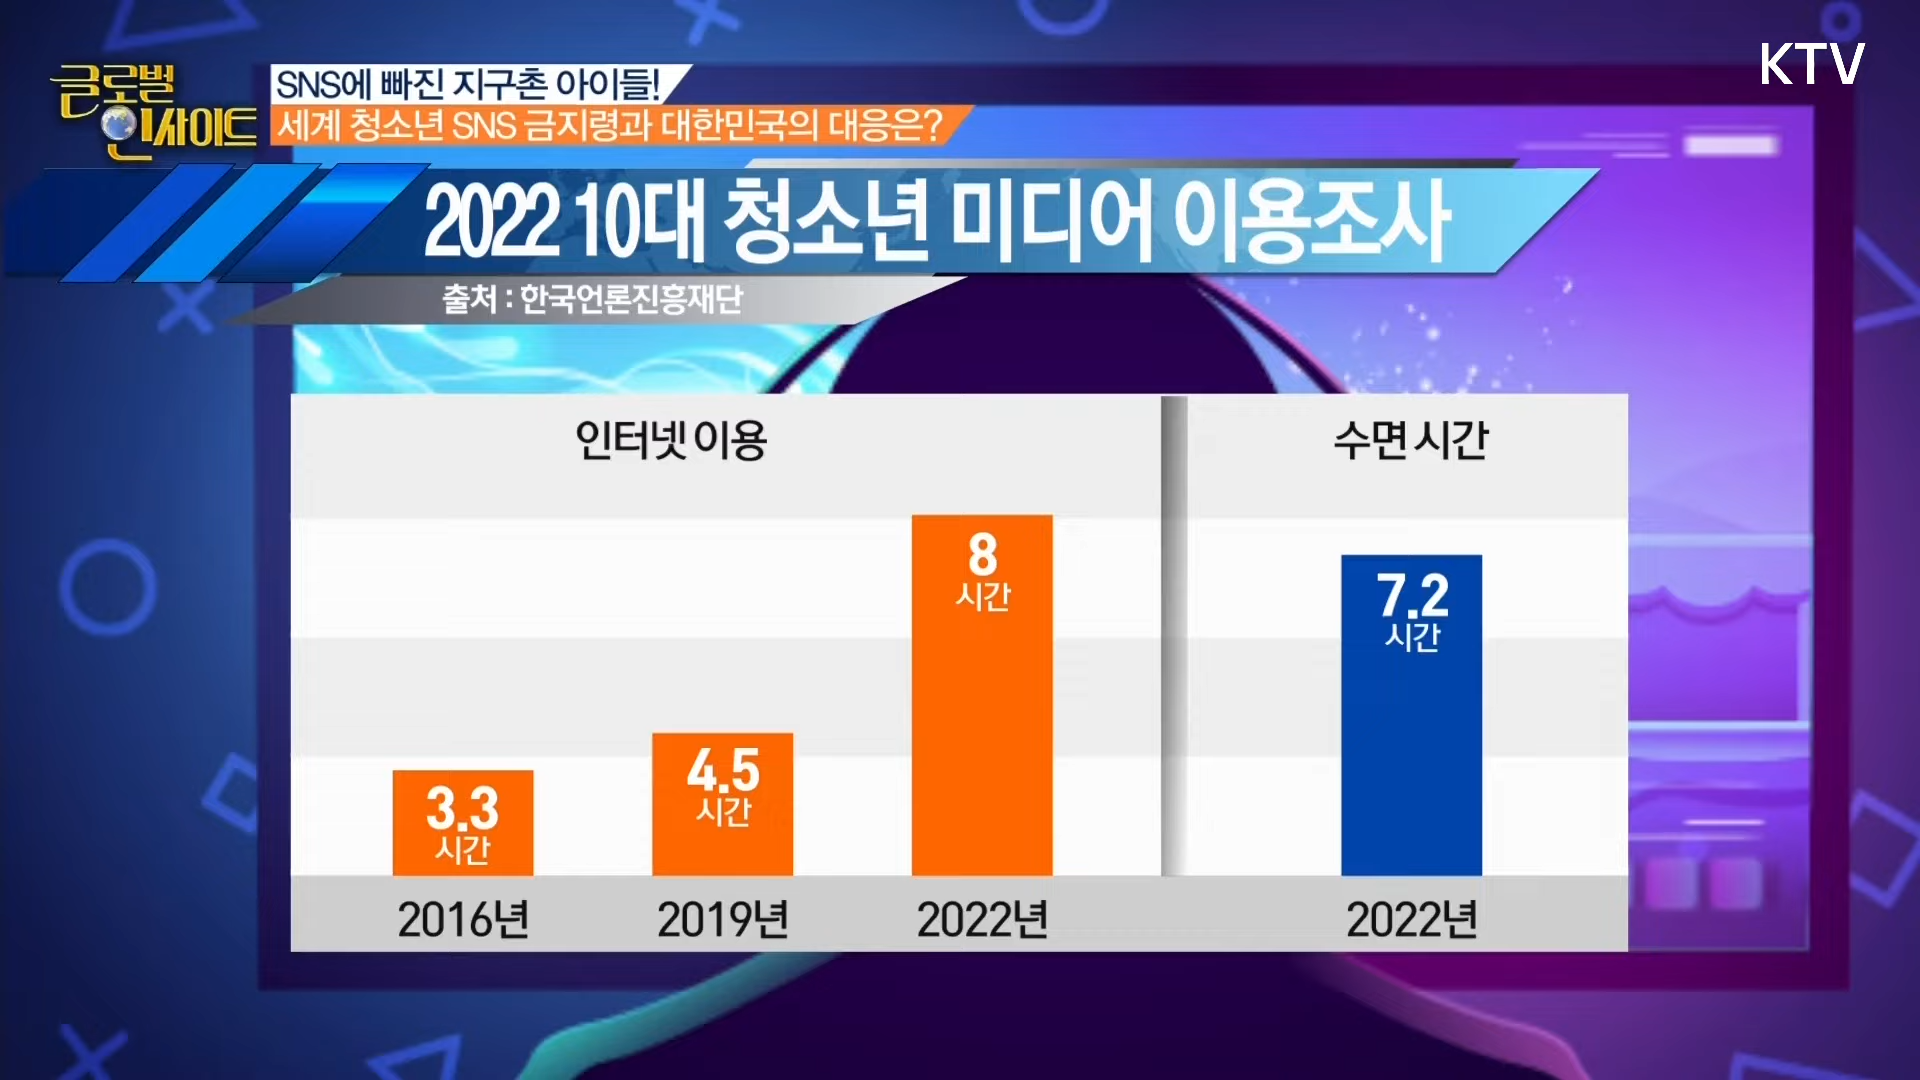 KTV
글로벌
인사이트
SNS에 빠진 지구촌 아이들!
세계 청소년 SNS 금지령과 대한민국의 대응은?
2022 10대 청소년 미디어 이용조사
출처 : 한국언론진흥재단
인터넷 이용
수면 시간
3.3
시간
4.5
시간
8
시간
7.2
시간
2016년
2019년
2022년
2022년